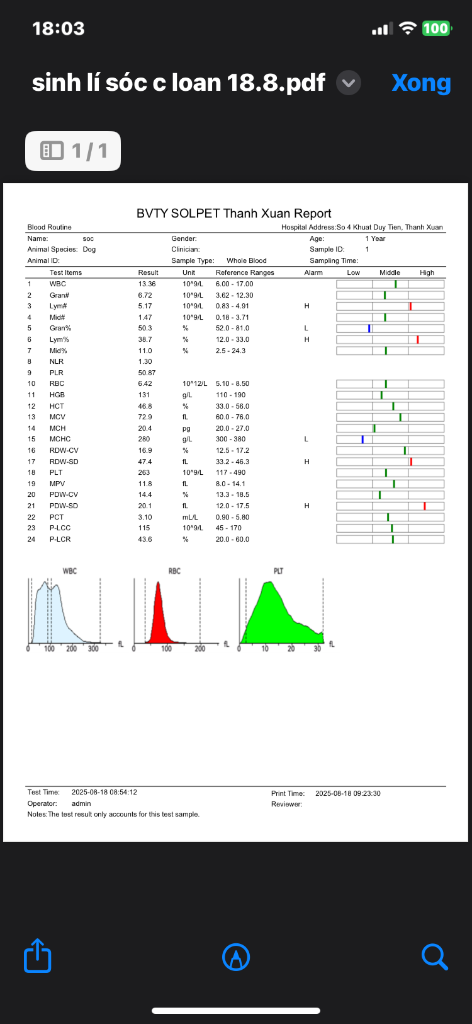 18:03
100
sinh lí sóc c loan 18.8.pdf
Xong
1/1
BVTY SOLPET Thanh Xuan Report
Blood Routine Hospital Address:So 4 Khuat Duy Tien, Thanh Xuan
Name: soc Gender: Age: 1 Year
Animal Species: Dog Clinician: Sample ID: 1
Animal ID: Sample Type: Whole Blood Sampling Time:
Test Items Result Unit Reference Ranges Alarm Low Middle High
1 WBC 13.36 10^9/L 6.00 - 17.00
2 Gran# 6.72 10^9/L 3.62 - 12.30
3 Lym# 5.17 10^9/L 0.83 - 4.91 H
4 Mid# 1.47 10^9/L 0.18 - 3.71
5 Gran% 50.3 % 52.0 - 81.0 L
6 Lym% 38.7 % 12.0 - 33.0 H
7 Mid% 11.0 % 2.5 - 24.3
8 NLR 1.30
9 PLR 50.87
10 RBC 6.42 10^12/L 5.10 - 8.50
11 HGB 131 g/L 110 - 190
12 HCT 46.8 % 33.0 - 56.0
13 MCV 72.9 fL 60.0 - 76.0
14 MCH 20.4 pg 20.0 - 27.0
15 MCHC 280 g/L 300 - 380 L
16 RDW-CV 16.9 % 12.5 - 17.2
17 RDW-SD 47.4 fL 33.2 - 46.3 H
18 PLT 263 10^9/L 117 - 490
19 MPV 11.8 fL 8.0 - 14.1
20 PDW-CV 14.4 % 13.3 - 18.5
21 PDW-SD 20.1 fL 12.0 - 17.5 H
22 PCT 3.10 mL/L 0.90 - 5.80
23 P-LCC 115 10^9/L 45 - 170
24 P-LCR 43.6 % 20.0 - 60.0
WBC RBC PLT
0 100 200 300 fL 0 100 200 fL 0 10 20 30 fL
Test Time: 2025-08-18 08:54:12 Print Time: 2025-08-18 09:23:30
Operator: admin Reviewer:
Notes:The test result only accounts for this test sample.